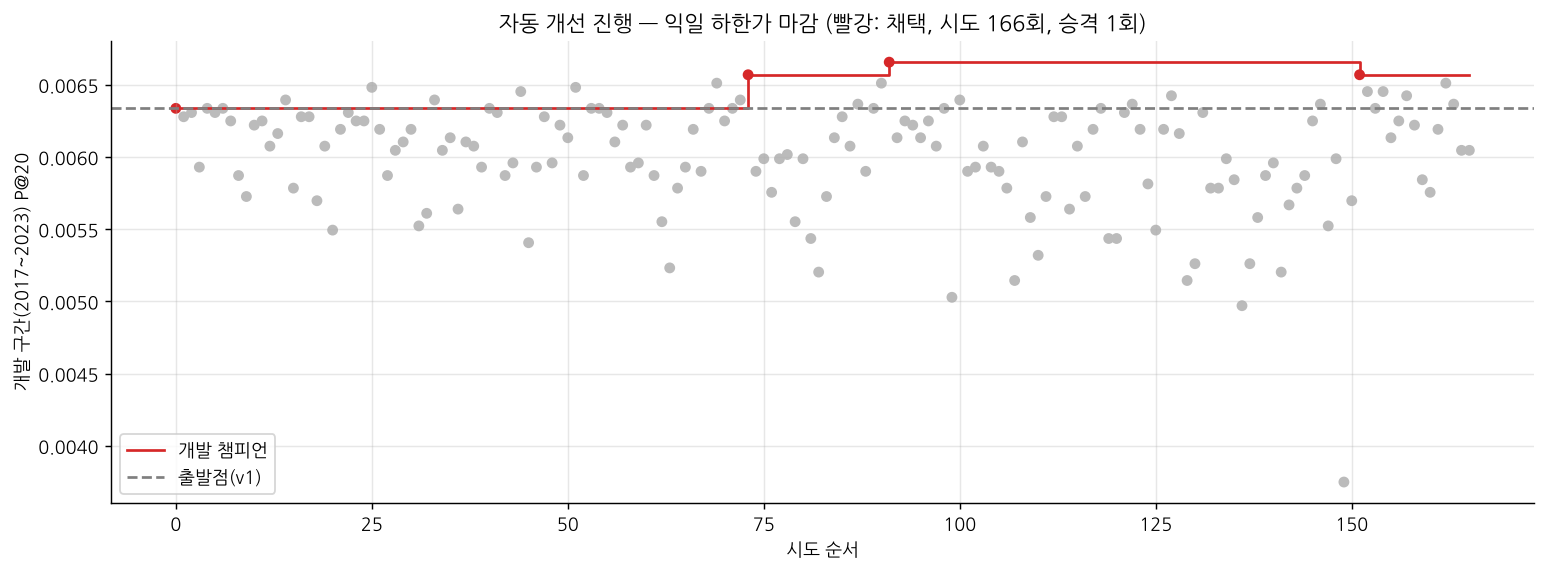 자동 개선 진행 — 익일 하한가 마감 (빨강: 채택, 시도 166회, 승격 1회)
개발 구간(2017~2023) P@20
0.0065
0.0060
0.0055
0.0050
0.0045
0.0040
개발 챔피언
출발점(v1)
0 25 50 75 100 125 150
시도 순서